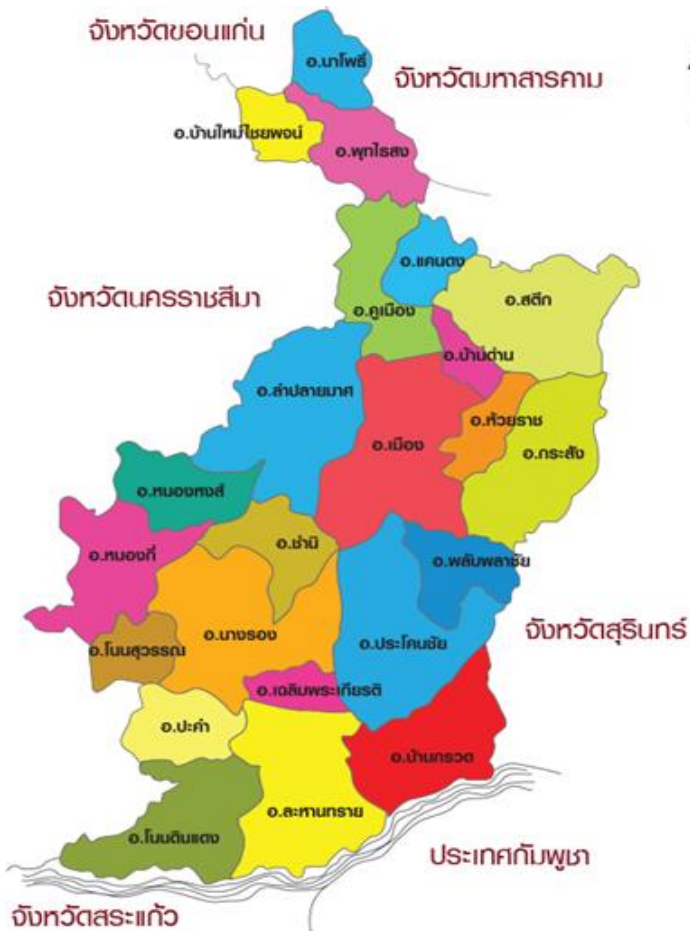 จังหวัดขอนแก่น
อ.นาโพธิ์
จังหวัดมหาสารคาม
อ.บ้านใหม่ไชยพจน์
อ.พุทไธสง
อ.แคนดง
จังหวัดนครราชสีมา
อ.สตึก
อ.คูเมือง
อ.บ้านด่าน
อ.ลำปลายมาศ
อ.ห้วยราช
อ.เมือง
อ.กระสัง
อ.หนองหงส์
อ.ชำนิ
อ.หนองกี่
อ.พลับพลาชัย
จังหวัดสุรินทร์
อ.นางรอง
อ.ประโคนชัย
อ.โนนสุวรรณ
อ.เฉลิมพระเกียรติ
อ.ปะคำ
อ.บ้านกรวด
อ.ละหานทราย
อ.โนนดินแดง
ประเทศกัมพูชา
จังหวัดสระแก้ว